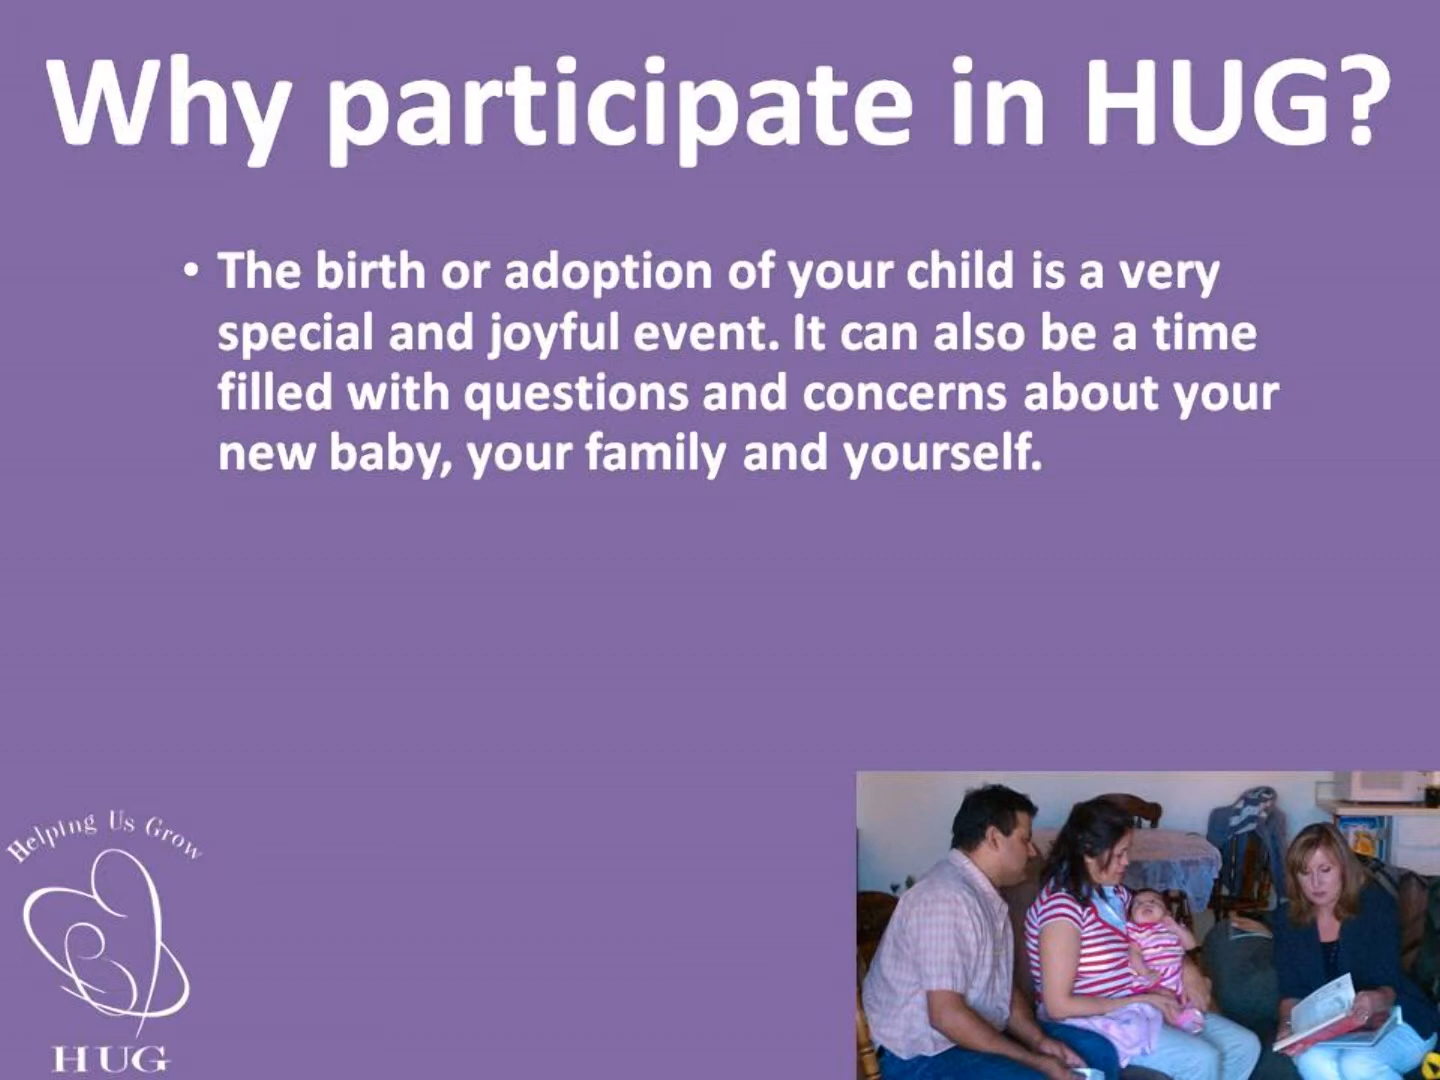 Why participate in HUG?
• The birth or adoption of your child is a very
special and joyful event. It can also be a time
filled with questions and concerns about your
new baby, your family and yourself.
Helping Us Grow
HUG